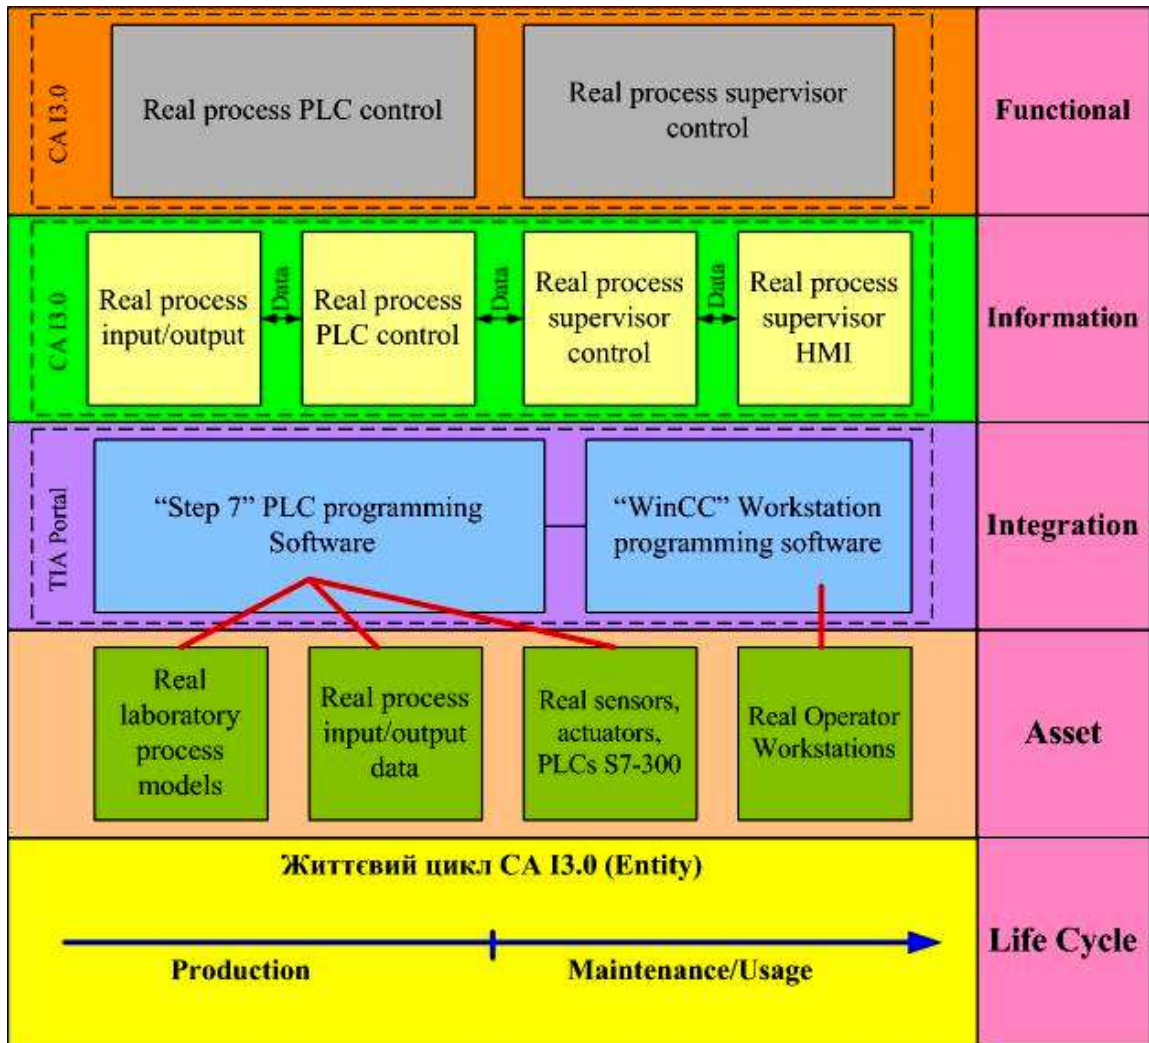 CA I3.0
Real process PLC control
Real process supervisor
control
Functional
CA I3.0
Real process
input/output
Data
Real process
PLC control
Data
Real process
supervisor
control
Data
Real process
supervisor
HMI
Information
TIA Portal
“Step 7” PLC programming
Software
“WinCC” Workstation
programming software
Integration
Real
laboratory
process
models
Real process
input/output
data
Real sensors,
actuators,
PLCs S7-300
Real Operator
Workstations
Asset
Життєвий цикл СА І3.0 (Entity)
Production
Maintenance/Usage
Life Cycle